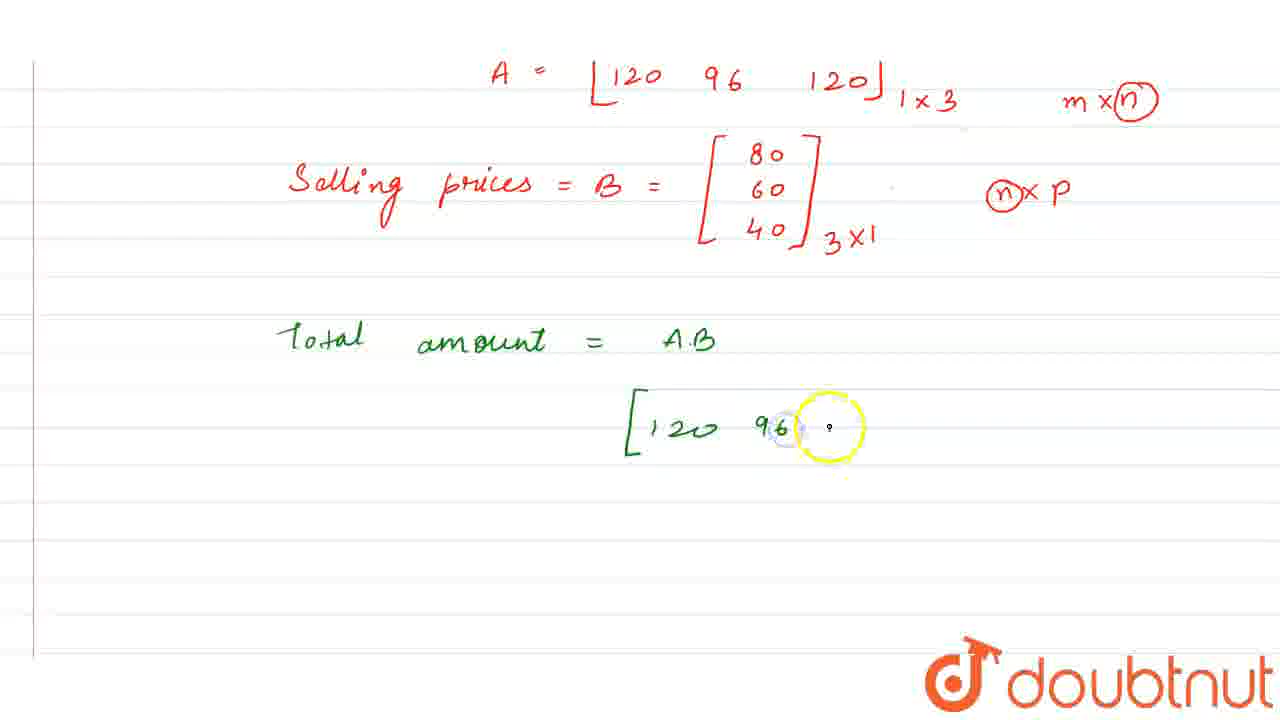 A = [120 96 120] 1×3 m×n
Selling prices = B = [80
60
40] 3×1 n×p
Total amount = A.B
[120 96
doubtnut